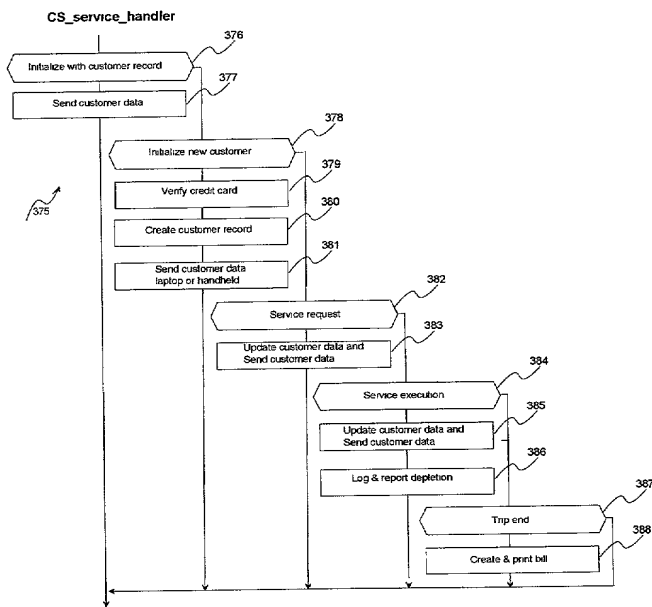 CS_service_handler
376
Initialize with customer record
377
Send customer data
378
Initialize new customer
379
Verify credit card
375
380
Create customer record
381
Send customer data
laptop or handheld
382
Service request
383
Update customer data and
Send customer data
384
Service execution
385
Update customer data and
Send customer data
386
Log & report depletion
387
Trip end
388
Create & print bill